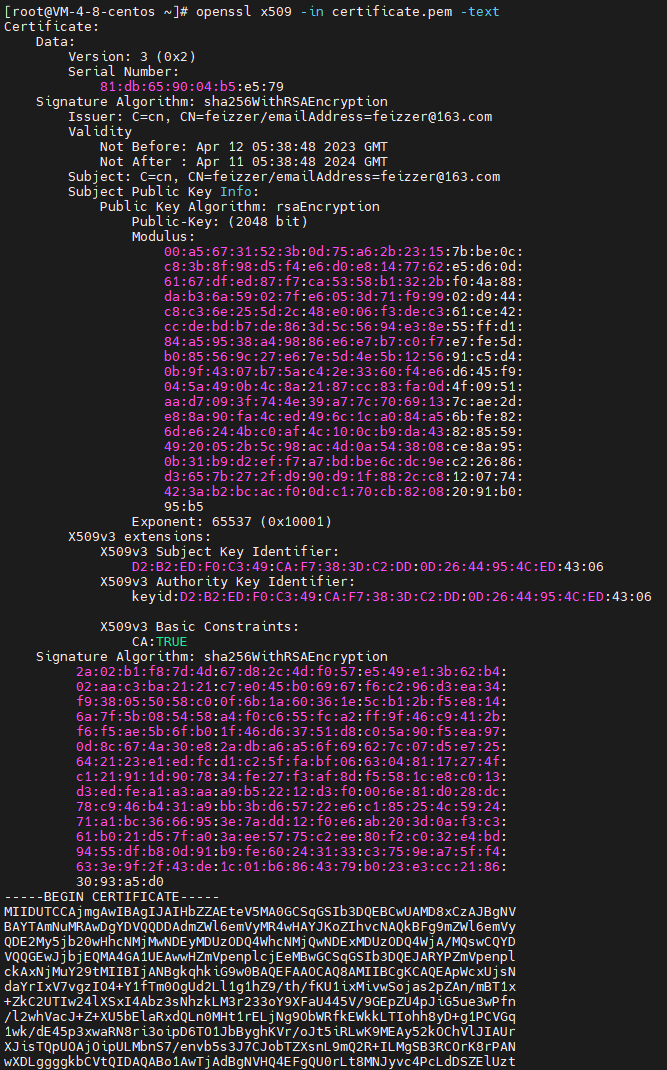 [root@VM-4-8-centos ~]# openssl x509 -in certificate.pem -text
Certificate:
    Data:
        Version: 3 (0x2)
        Serial Number:
            81:db:65:90:04:b5:e5:79
    Signature Algorithm: sha256WithRSAEncryption
        Issuer: C=cn, CN=feizzer/emailAddress=feizzer@163.com
        Validity
            Not Before: Apr 12 05:38:48 2023 GMT
            Not After : Apr 11 05:38:48 2024 GMT
        Subject: C=cn, CN=feizzer/emailAddress=feizzer@163.com
        Subject Public Key Info:
            Public Key Algorithm: rsaEncryption
                Public-Key: (2048 bit)
                Modulus:
                    00:a5:67:31:52:3b:0d:75:a6:2b:23:15:7b:be:0c:
                    c8:3b:8f:98:d5:f4:e6:d0:e8:14:77:62:e5:d6:0d:
                    61:67:df:ed:87:f7:ca:53:58:b1:32:2b:f0:4a:88:
                    da:b3:6a:59:02:7f:e6:05:3d:71:f9:99:02:d9:44:
                    c8:c3:6e:25:5d:2c:48:e0:06:f3:de:c3:61:ce:42:
                    cc:de:bd:b7:de:86:3d:5c:56:94:e3:8e:55:ff:d1:
                    84:a5:95:38:a4:98:86:e6:e7:b7:c0:f7:e7:fe:5d:
                    b0:85:56:9c:27:e6:7e:5d:4e:5b:12:56:91:c5:d4:
                    0b:9f:43:07:b7:5a:c4:2e:33:60:f4:e6:d6:45:f9:
                    04:5a:49:0b:4c:8a:21:87:cc:83:fa:0d:4f:09:51:
                    aa:d7:09:3f:74:4e:39:a7:7c:70:69:13:7c:ae:2d:
                    e8:8a:90:fa:4c:ed:49:6c:1c:a0:84:a5:6b:fe:82:
                    6d:e6:24:4b:c0:af:4c:10:0c:b9:da:43:82:85:59:
                    49:20:05:2b:5c:98:ac:4d:0a:54:38:08:ce:8a:95:
                    0b:31:b9:d2:ef:f7:a7:bd:be:6c:dc:9e:c2:26:86:
                    d3:65:7b:27:2f:d9:90:d9:1f:88:2c:c8:12:07:74:
                    42:3a:b2:bc:ac:f0:0d:c1:70:cb:82:08:20:91:b0:
                    95:b5
                Exponent: 65537 (0x10001)
        X509v3 extensions:
            X509v3 Subject Key Identifier:
                D2:B2:ED:F0:C3:49:CA:F7:38:3D:C2:DD:0D:26:44:95:4C:ED:43:06
            X509v3 Authority Key Identifier:
                keyid:D2:B2:ED:F0:C3:49:CA:F7:38:3D:C2:DD:0D:26:44:95:4C:ED:43:06
            X509v3 Basic Constraints:
                CA:TRUE
    Signature Algorithm: sha256WithRSAEncryption
         2a:02:b1:f8:7d:4d:67:d8:2c:4d:f0:57:e5:49:e1:3b:62:b4:
         02:aa:c3:ba:21:21:c7:e0:45:b0:69:67:f6:c2:96:d3:ea:34:
         f9:38:05:50:58:c0:0f:6b:1a:60:36:1e:5c:b1:2b:f5:e8:14:
         6a:7f:5b:08:54:58:a4:f0:c6:55:fc:a2:ff:9f:46:c9:41:2b:
         f6:f5:ae:5b:6f:b0:1f:46:d6:37:51:d8:c0:5a:90:f5:ea:97:
         0d:8c:67:4a:30:e8:2a:db:a6:a5:6f:69:62:7c:07:d5:e7:25:
         64:21:23:e1:ed:fc:d1:c2:5f:fa:bf:06:63:04:81:17:27:4f:
         c1:21:91:1d:90:78:34:fe:27:f3:af:8d:f5:58:1c:e8:c0:13:
         d3:ed:fe:a1:a3:aa:a9:b5:22:12:d3:f0:00:6e:81:d0:28:dc:
         78:c9:46:b4:31:a9:bb:3b:d6:57:22:e6:c1:85:25:4c:59:24:
         71:a1:bc:36:66:95:3e:7a:dd:12:f0:e6:ab:20:3d:0a:f3:c3:
         61:b0:21:d5:7f:a0:3a:ee:57:75:c2:ee:80:f2:c0:32:e4:bd:
         94:55:df:b8:0d:91:b9:fe:60:24:31:33:c3:75:9e:a7:5f:f4:
         63:3e:9f:2f:43:de:1c:01:b6:86:43:79:b0:23:e3:cc:21:86:
         30:93:a5:d0
-----BEGIN CERTIFICATE-----
MIIDUTCCAjmgAwIBAgIJAIHbZZAEteV5MA0GCSqGSIb3DQEBCwUAMD8xCzAJBgNV
BAYTAmNuMRAwDgYDVQQDDAdmZWl6emVyMR4wHAYJKoZIhvcNAQkBFg9mZWl6emVy
QDE2My5jb20wHhcNMjMwNDEyMDUzODQ4WhcNMjQwNDExMDUzODQ4WjA/MQswCQYD
VQQGEwJjbjEQMA4GA1UEAwwHZmVpenplcjEeMBwGCSqGSIb3DQEJARYPZmVpenpl
ckAxNjMuY29tMIIBIjANBgkqhkiG9w0BAQEFAAOCAQ8AMIIBCgKCAQEApWcxUjsN
daYrIxV7vgzIO4+Y1fTm0OgUd2Ll1g1hZ9/th/fKU1ixMivwSojas2pZAn/mBT1x
+ZkC2UTIw24lXSxI4Abz3sNhzkLM3r233oY9XFaU445V/9GEpZU4pJiG5ue3wPfn
/l2whVacJ+Z+XU5bElaRxdQLn0MHt1rELjNg9ObWRfkEWkkLTIohh8yD+g1PCVGq
1wk/dE45p3xwaRN8ri3oipD6TO1JbByghKVr/oJt5iRLwK9MEAy52kOChVlJIAUr
XJisTQpUOAjOipULMbnS7/envb5s3J7CJobTZXsnL9mQ2R+ILMgSB3RCOrK8rPAN
wXDLggggkbCVtQIDAQABo1AwTjAdBgNVHQ4EFgQU0rLt8MNJyvc4PcLdDSZElUzt